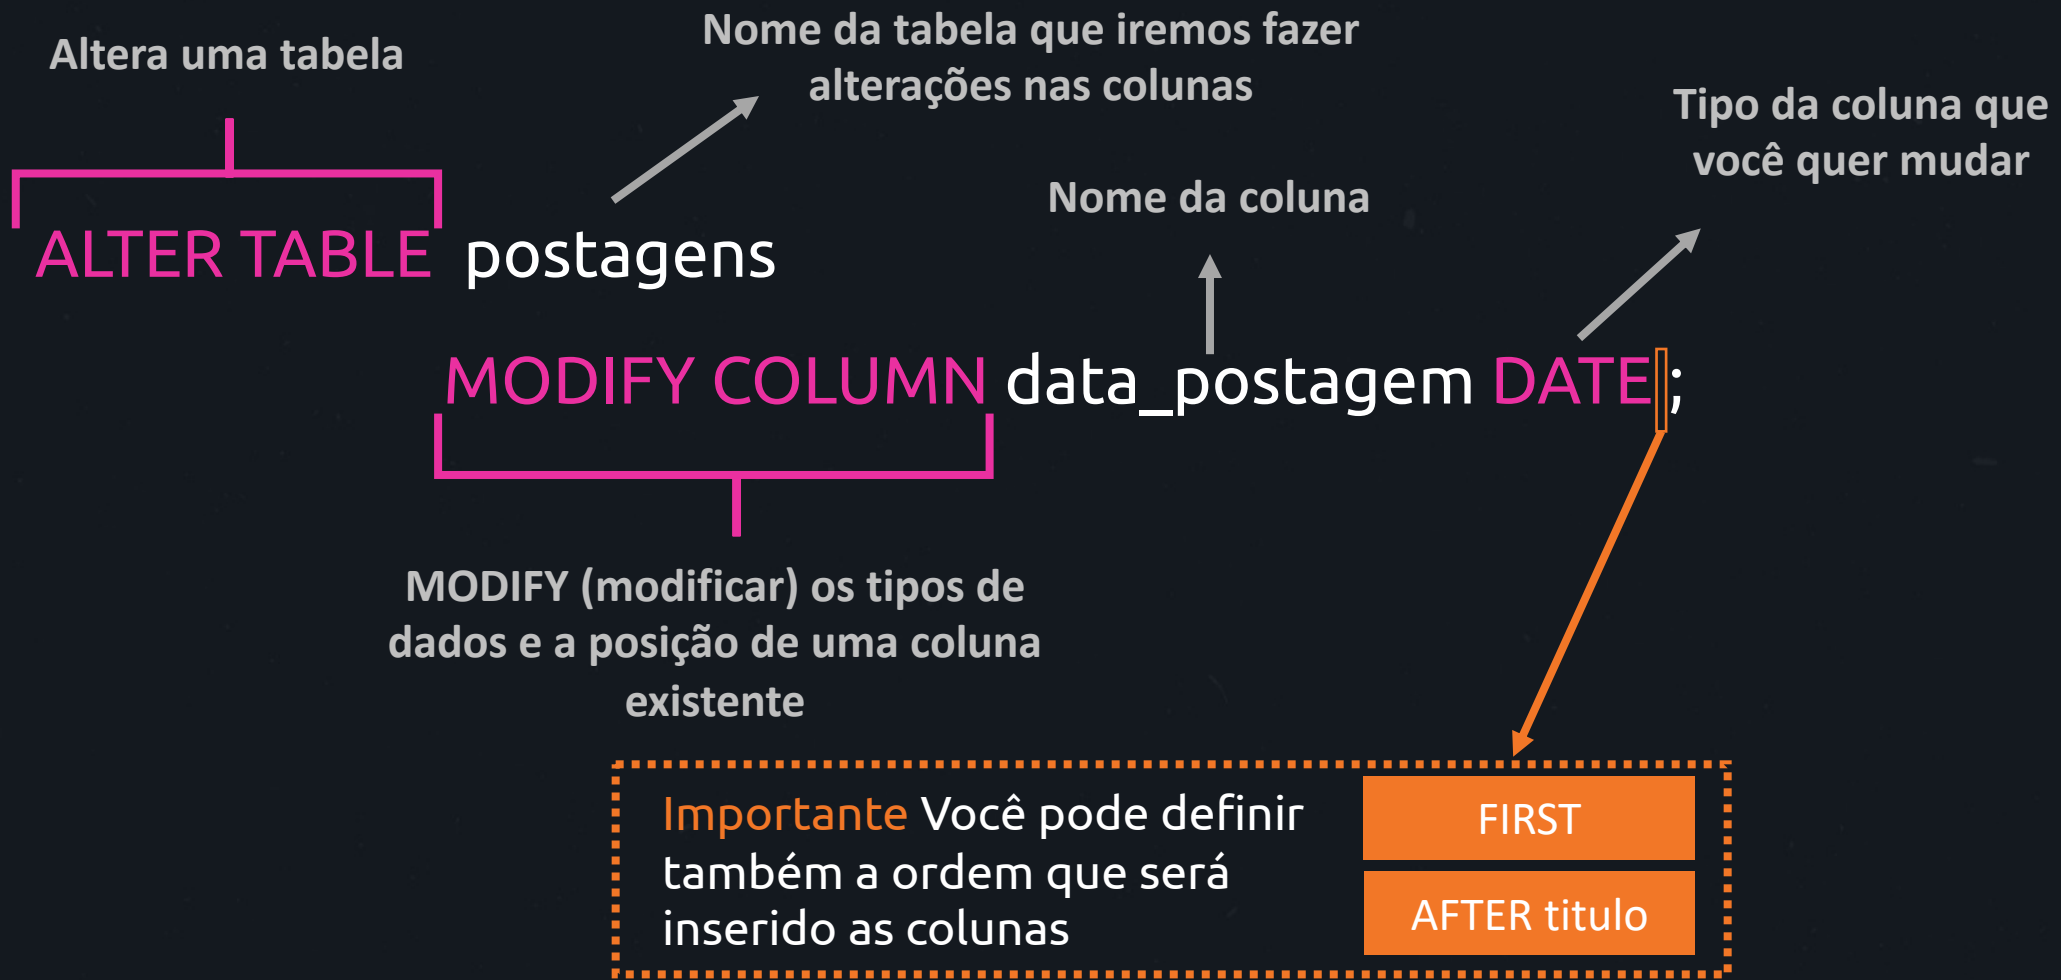 Altera uma tabela
Nome da tabela que iremos fazer
alterações nas colunas
Tipo da coluna que
você quer mudar
Nome da coluna
ALTER TABLE postagens
MODIFY COLUMN data_postagem DATE ;
MODIFY (modificar) os tipos de
dados e a posição de uma coluna
existente
Importante Você pode definir
também a ordem que será
inserido as colunas
FIRST
AFTER titulo